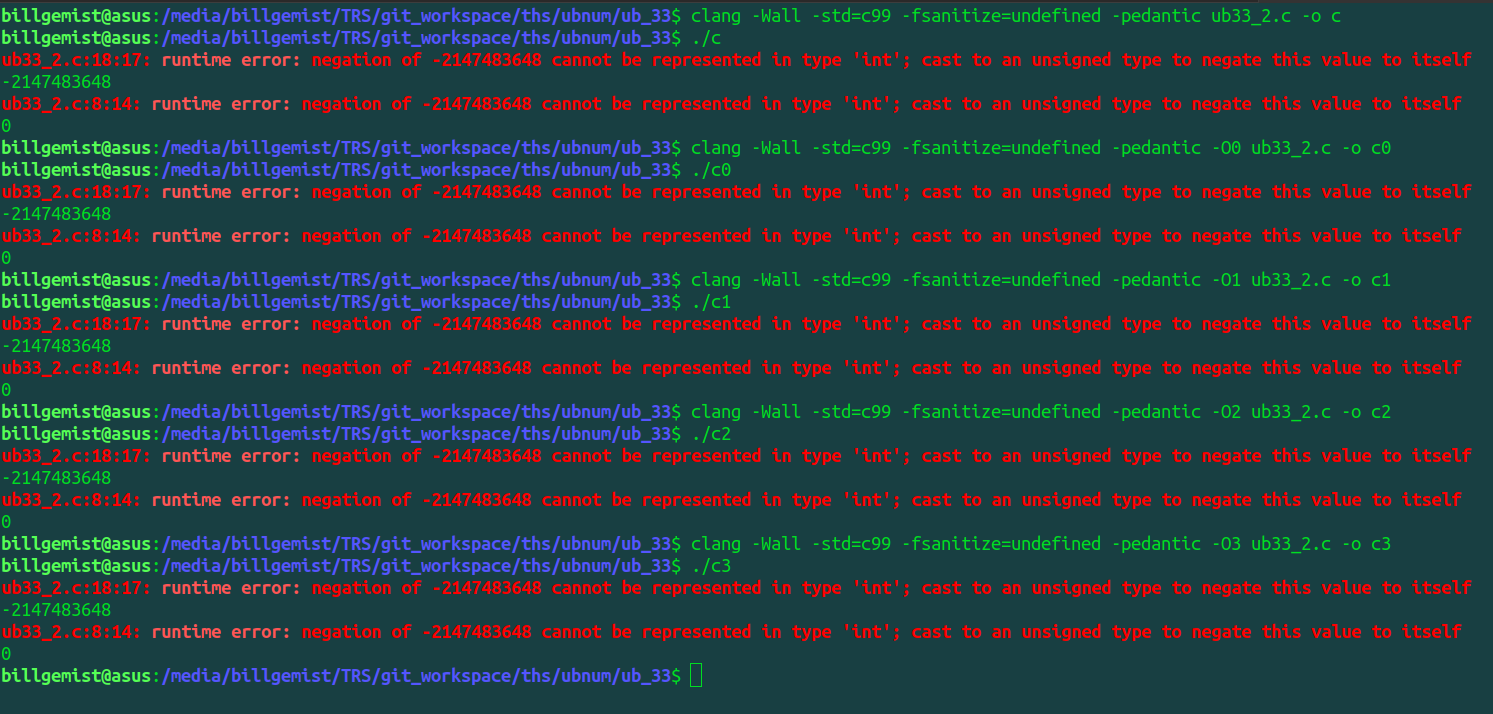 billgemist@asus:/media/billgemist/TRS/git_workspace/ths/ubnum/ub_33$ clang -Wall -std=c99 -fsanitize=undefined -pedantic ub33_2.c -o c
billgemist@asus:/media/billgemist/TRS/git_workspace/ths/ubnum/ub_33$ ./c
ub33_2.c:18:17: runtime error: negation of -2147483648 cannot be represented in type 'int'; cast to an unsigned type to negate this value to itself
-2147483648
ub33_2.c:8:14: runtime error: negation of -2147483648 cannot be represented in type 'int'; cast to an unsigned type to negate this value to itself
0
billgemist@asus:/media/billgemist/TRS/git_workspace/ths/ubnum/ub_33$ clang -Wall -std=c99 -fsanitize=undefined -pedantic -O0 ub33_2.c -o c0
billgemist@asus:/media/billgemist/TRS/git_workspace/ths/ubnum/ub_33$ ./c0
ub33_2.c:18:17: runtime error: negation of -2147483648 cannot be represented in type 'int'; cast to an unsigned type to negate this value to itself
-2147483648
ub33_2.c:8:14: runtime error: negation of -2147483648 cannot be represented in type 'int'; cast to an unsigned type to negate this value to itself
0
billgemist@asus:/media/billgemist/TRS/git_workspace/ths/ubnum/ub_33$ clang -Wall -std=c99 -fsanitize=undefined -pedantic -O1 ub33_2.c -o c1
billgemist@asus:/media/billgemist/TRS/git_workspace/ths/ubnum/ub_33$ ./c1
ub33_2.c:18:17: runtime error: negation of -2147483648 cannot be represented in type 'int'; cast to an unsigned type to negate this value to itself
-2147483648
ub33_2.c:8:14: runtime error: negation of -2147483648 cannot be represented in type 'int'; cast to an unsigned type to negate this value to itself
0
billgemist@asus:/media/billgemist/TRS/git_workspace/ths/ubnum/ub_33$ clang -Wall -std=c99 -fsanitize=undefined -pedantic -O2 ub33_2.c -o c2
billgemist@asus:/media/billgemist/TRS/git_workspace/ths/ubnum/ub_33$ ./c2
ub33_2.c:18:17: runtime error: negation of -2147483648 cannot be represented in type 'int'; cast to an unsigned type to negate this value to itself
-2147483648
ub33_2.c:8:14: runtime error: negation of -2147483648 cannot be represented in type 'int'; cast to an unsigned type to negate this value to itself
0
billgemist@asus:/media/billgemist/TRS/git_workspace/ths/ubnum/ub_33$ clang -Wall -std=c99 -fsanitize=undefined -pedantic -O3 ub33_2.c -o c3
billgemist@asus:/media/billgemist/TRS/git_workspace/ths/ubnum/ub_33$ ./c3
ub33_2.c:18:17: runtime error: negation of -2147483648 cannot be represented in type 'int'; cast to an unsigned type to negate this value to itself
-2147483648
ub33_2.c:8:14: runtime error: negation of -2147483648 cannot be represented in type 'int'; cast to an unsigned type to negate this value to itself
0
billgemist@asus:/media/billgemist/TRS/git_workspace/ths/ubnum/ub_33$